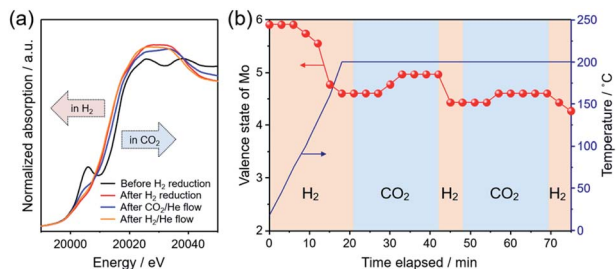 (a)
Normalized absorption / a.u.
in H2
in CO2
Before H2 reduction
After H2 reduction
After CO2/He flow
After H2/He flow
20000 20020 20040
Energy / eV
(b)
Valence state of Mo
6
5
4
3
2
H2 CO2 H2 CO2 H2
0 10 20 30 40 50 60 70
Time elapsed / min
250
200
150
100
50
0
Temperature / °C